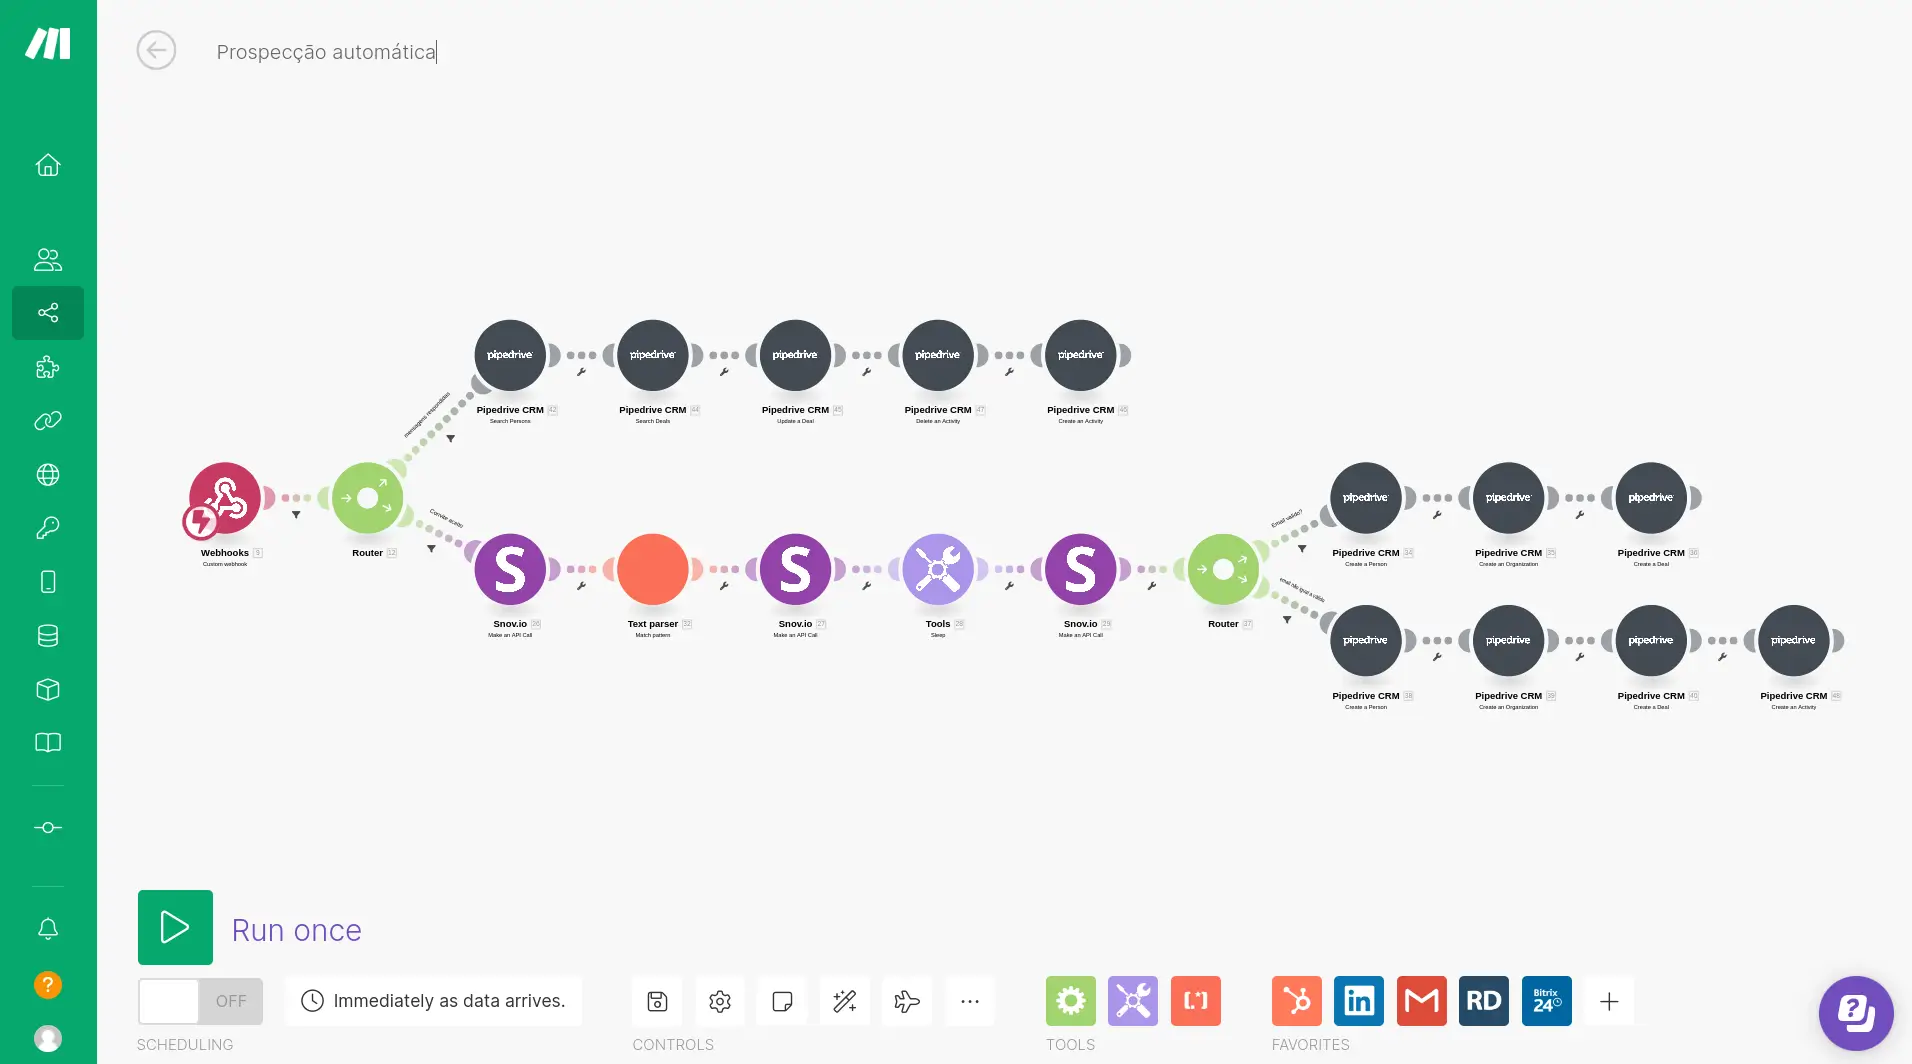 Prospecção automática
pipedrive
pipedrive
pipedrive
pipedrive
pipedrive
Pipedrive CRM 42
Search Persons
Pipedrive CRM 44
Search Deals
Pipedrive CRM 45
Update a Deal
Pipedrive CRM 47
Delete an Activity
Pipedrive CRM 46
Create an Activity
mensagens respondidas
Webhooks 5
Custom webhook
Router 12
Convite aceito
S
Snov.io 26
Make an API Call
Text parser 32
Match pattern
S
Snov.io 27
Make an API Call
Tools 28
Sleep
S
Snov.io 29
Make an API Call
Router 37
Email valido?
pipedrive
pipedrive
pipedrive
Pipedrive CRM 34
Create a Person
Pipedrive CRM 35
Create an Organization
Pipedrive CRM 36
Create a Deal
email não igual a valido
pipedrive
pipedrive
pipedrive
pipedrive
Pipedrive CRM 38
Create a Person
Pipedrive CRM 39
Create an Organization
Pipedrive CRM 40
Create a Deal
Pipedrive CRM 48
Create an Activity
Run once
OFF
Immediately as data arrives.
SCHEDULING
CONTROLS
[.*]
TOOLS
in
RD
Bitrix
24
FAVORITES
?
?